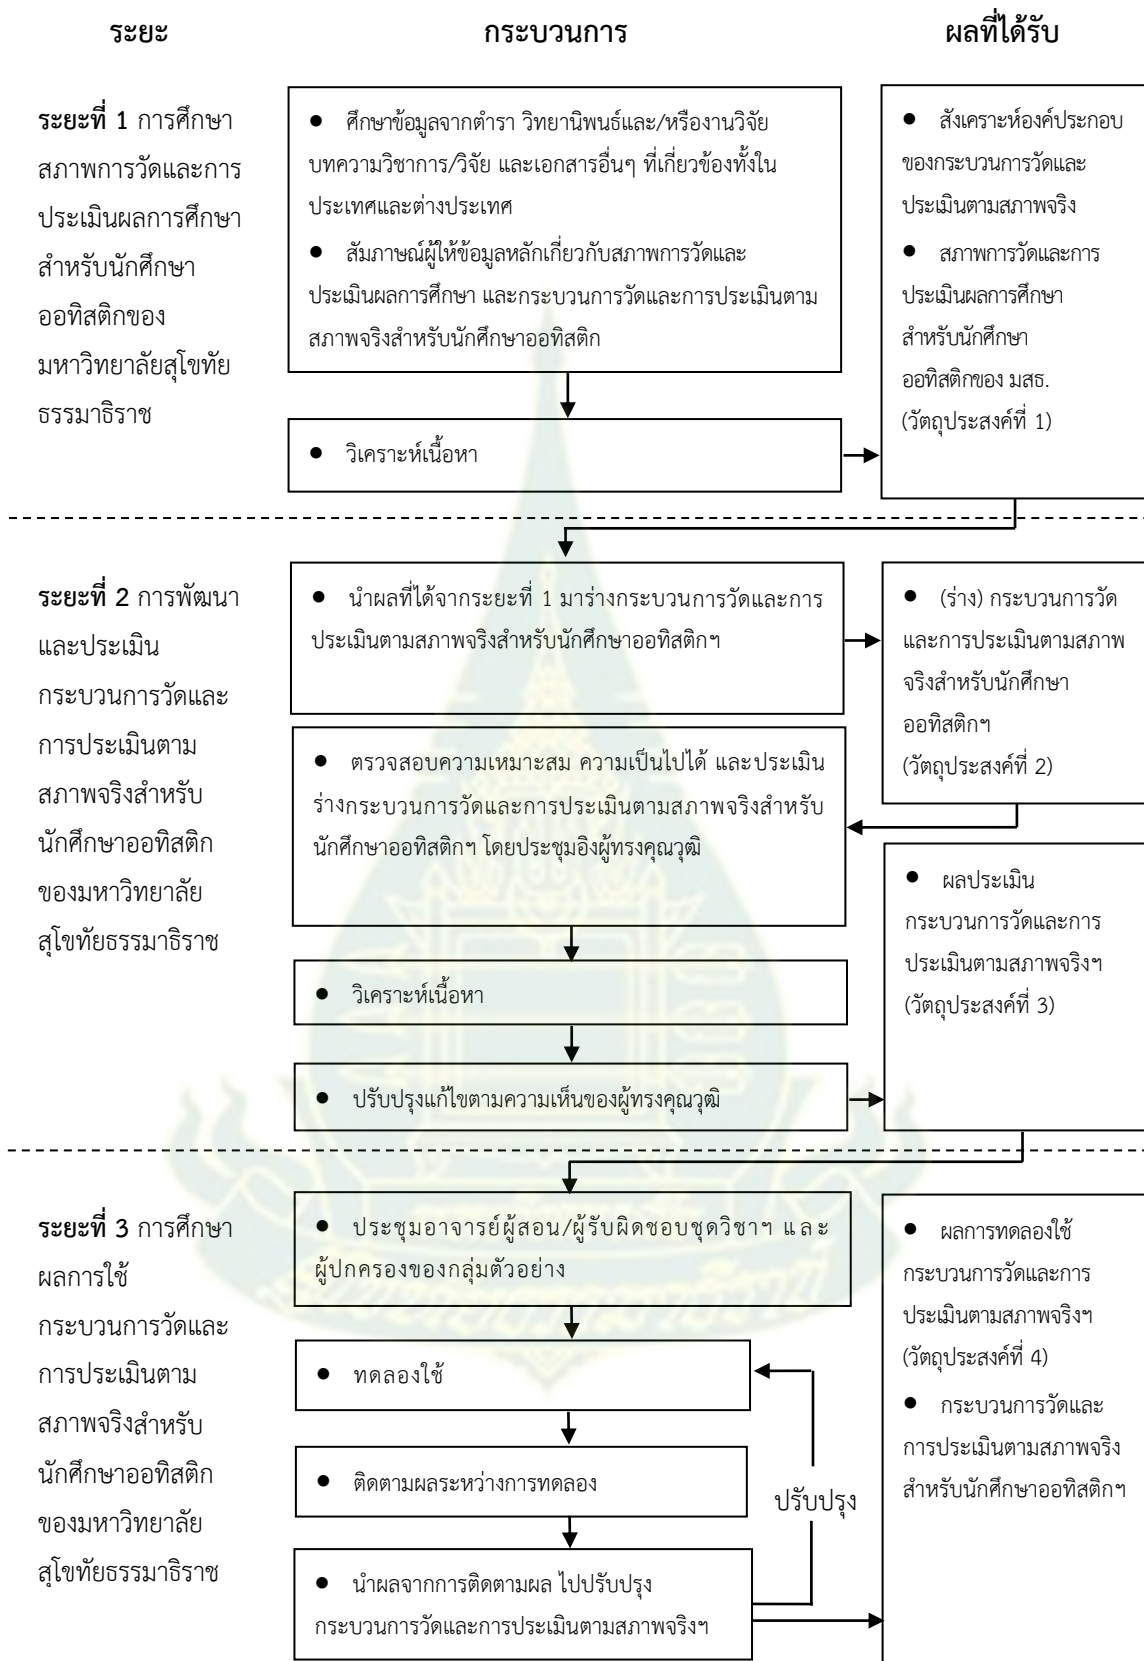 ระยะ
กระบวนการ
ผลที่ได้รับ
ระยะที่ 1 การศึกษา
สภาพการวัดและการ
ประเมินผลการศึกษา
สำหรับนักศึกษา
ออทิสติกของ
มหาวิทยาลัยสุโขทัย
ธรรมาธิราช
● ศึกษาข้อมูลจากตำรา วิทยานิพนธ์และ/หรืองานวิจัย
บทความวิชาการ/วิจัย และเอกสารอื่นๆ ที่เกี่ยวข้องทั้งใน
ประเทศและต่างประเทศ
● สัมภาษณ์ผู้ให้ข้อมูลหลักเกี่ยวกับสภาพการวัดและ
ประเมินผลการศึกษา และกระบวนการวัดและการประเมินตาม
สภาพจริงสำหรับนักศึกษาออทิสติก
● วิเคราะห์เนื้อหา
● สังเคราะห์องค์ประกอบ
ของกระบวนการวัดและ
ประเมินตามสภาพจริง
● สภาพการวัดและการ
ประเมินผลการศึกษา
สำหรับนักศึกษา
ออทิสติกของ มสธ.
(วัตถุประสงค์ที่ 1)
ระยะที่ 2 การพัฒนา
และประเมิน
กระบวนการวัดและ
การประเมินตาม
สภาพจริงสำหรับ
นักศึกษาออทิสติก
ของมหาวิทยาลัย
สุโขทัยธรรมาธิราช
● นำผลที่ได้จากระยะที่ 1 มาร่างกระบวนการวัดและการ
ประเมินตามสภาพจริงสำหรับนักศึกษาออทิสติกฯ
● ตรวจสอบความเหมาะสม ความเป็นไปได้ และประเมิน
ร่างกระบวนการวัดและการประเมินตามสภาพจริงสำหรับ
นักศึกษาออทิสติกฯ โดยประชุมอิงผู้ทรงคุณวุฒิ
● วิเคราะห์เนื้อหา
● ปรับปรุงแก้ไขตามความเห็นของผู้ทรงคุณวุฒิ
● (ร่าง) กระบวนการวัด
และการประเมินตามสภาพ
จริงสำหรับนักศึกษา
ออทิสติกฯ
(วัตถุประสงค์ที่ 2)
● ผลประเมิน
กระบวนการวัดและการ
ประเมินตามสภาพจริงฯ
(วัตถุประสงค์ที่ 3)
ระยะที่ 3 การศึกษา
ผลการใช้
กระบวนการวัดและ
การประเมินตาม
สภาพจริงสำหรับ
นักศึกษาออทิสติก
ของมหาวิทยาลัย
สุโขทัยธรรมาธิราช
● ประชุมอาจารย์ผู้สอน/ผู้รับผิดชอบชุดวิชาฯ และ
ผู้ปกครองของกลุ่มตัวอย่าง
● ทดลองใช้
● ติดตามผลระหว่างการทดลอง
ปรับปรุง
● นำผลจากการติดตามผล ไปปรับปรุง
กระบวนการวัดและการประเมินตามสภาพจริงฯ
● ผลการทดลองใช้
กระบวนการวัดและการ
ประเมินตามสภาพจริงฯ
(วัตถุประสงค์ที่ 4)
● กระบวนการวัดและ
การประเมินตามสภาพจริง
สำหรับนักศึกษาออทิสติกฯ